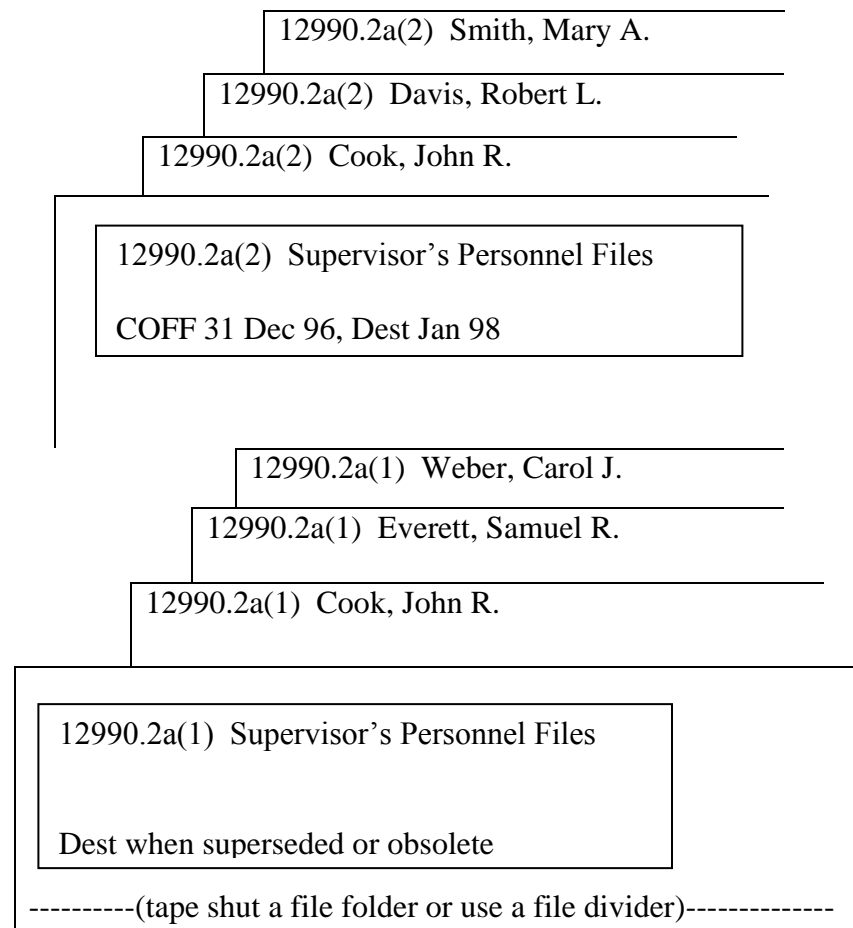 12990.2a(2)  Smith, Mary A.
12990.2a(2)  Davis, Robert L.
12990.2a(2)  Cook, John R.
12990.2a(2)  Supervisor’s Personnel Files
COFF 31 Dec 96, Dest Jan 98
12990.2a(1)  Weber, Carol J.
12990.2a(1)  Everett, Samuel R.
12990.2a(1)  Cook, John R.
12990.2a(1)  Supervisor’s Personnel Files
Dest when superseded or obsolete
----------(tape shut a file folder or use a file divider)--------------